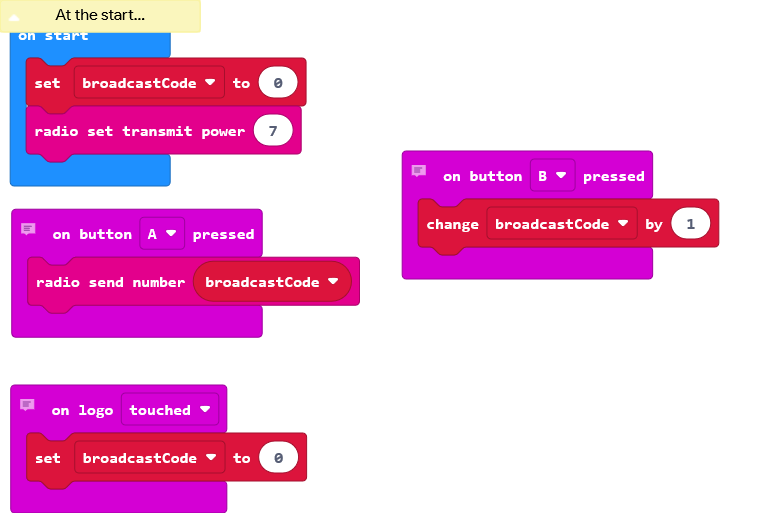 At the start...
on start
set broadcastCode to 0
radio set transmit power 7
on button B pressed
change broadcastCode by 1
on button A pressed
radio send number broadcastCode
on logo touched
set broadcastCode to 0